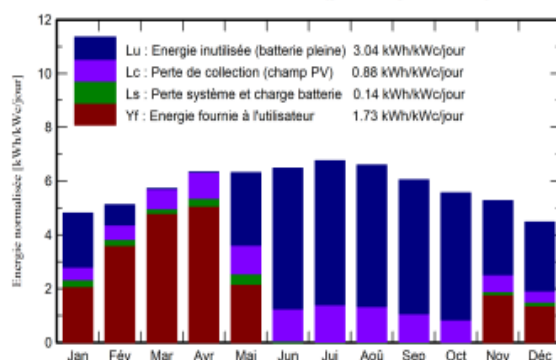 12
10
8
6
4
2
0
Energie normalisée [kWh/kWc/jour]
Lu : Energie inutilisée (batterie pleine) 3.04 kWh/kWc/jour
Lc : Perte de collection (champ PV) 0.88 kWh/kWc/jour
Ls : Perte système et charge batterie 0.14 kWh/kWc/jour
Yf : Energie fournie à l'utilisateur 1.73 kWh/kWc/jour
Jan Fév Mar Avr Mai Jun Jui Aoû Sep Oct Nov Déc